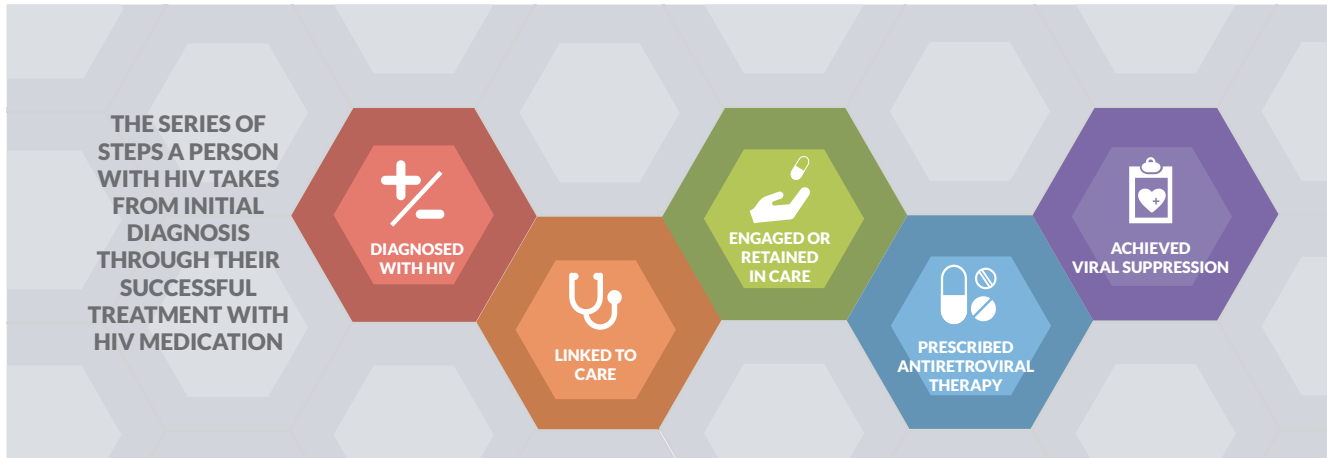 THE SERIES OF
STEPS A PERSON
WITH HIV TAKES
FROM INITIAL
DIAGNOSIS
THROUGH THEIR
SUCCESSFUL
TREATMENT WITH
HIV MEDICATION
DIAGNOSED
WITH HIV
LINKED TO
CARE
ENGAGED OR
RETAINED
IN CARE
PRESCRIBED
ANTIRETROVIRAL
THERAPY
ACHIEVED
VIRAL SUPPRESSION